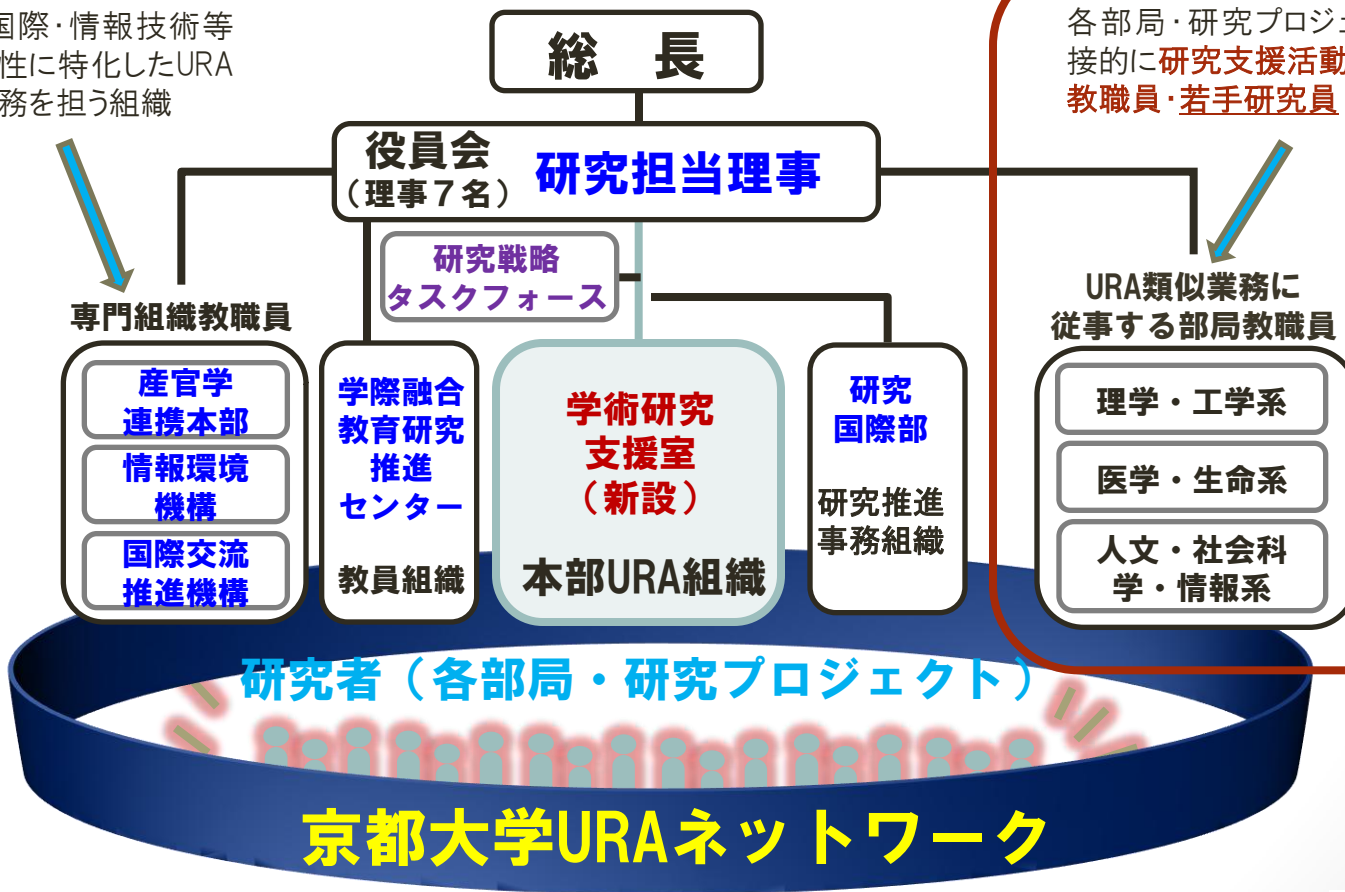 国際・情報技術等
性に特化したURA
務を担う組織
総 長
各部局・研究プロジェ
接的に研究支援活動
教職員・若手研究員
役員会
（理事７名）
研究担当理事
研究戦略
タスクフォース
専門組織教職員
URA類似業務に
従事する部局教職員
産官学
連携本部
情報環境
機構
国際交流
推進機構
学際融合
教育研究
推進
センター
教員組織
学術研究
支援室
（新設）
本部URA組織
研究
国際部
研究推進
事務組織
理学・工学系
医学・生命系
人文・社会科
学・情報系
研究者（各部局・研究プロジェクト）
京都大学URAネットワーク